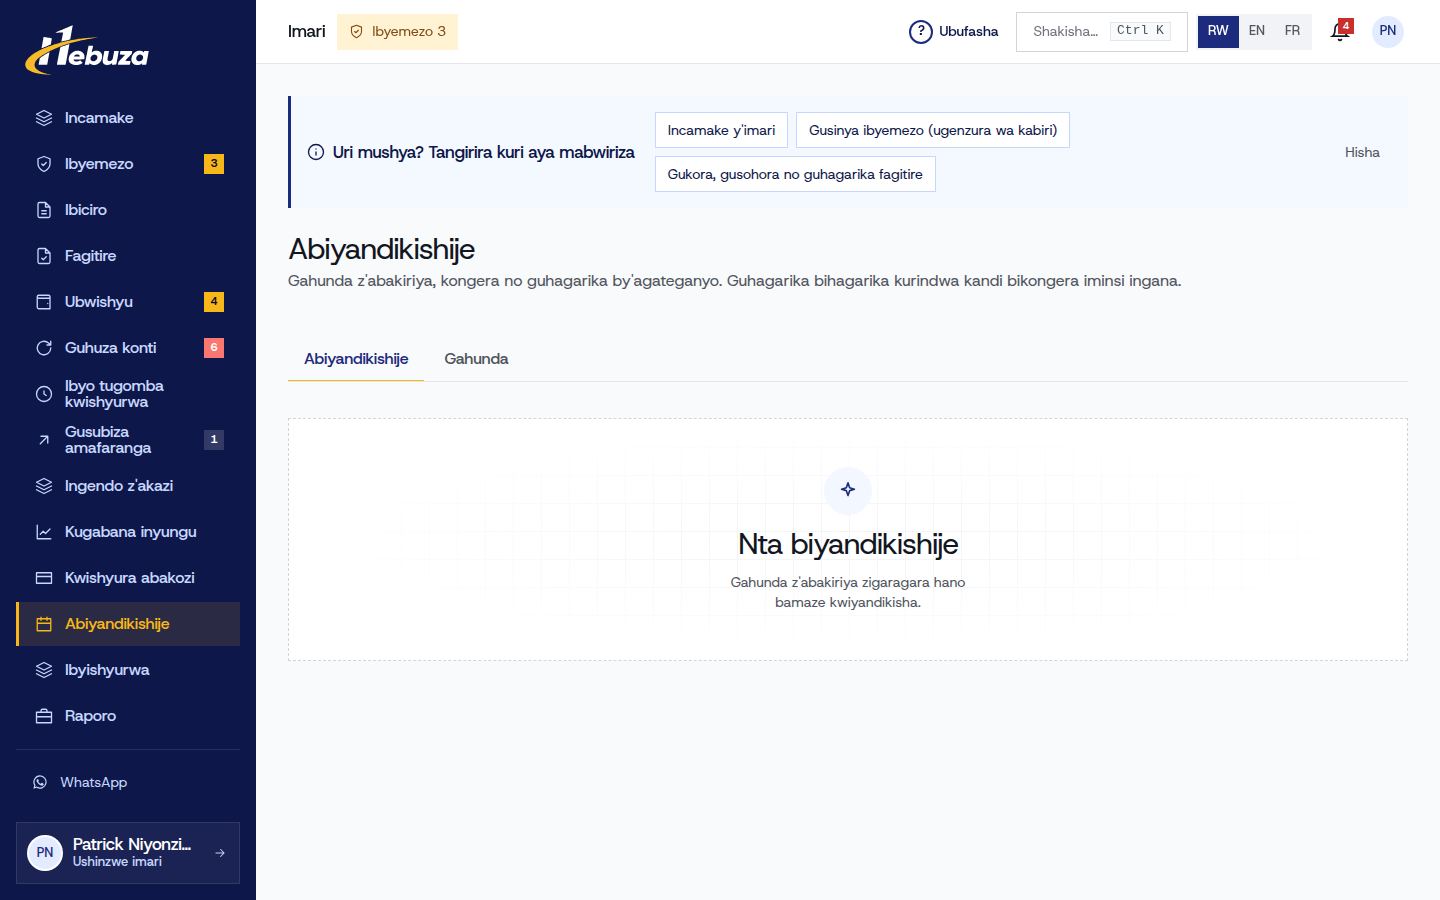 Hebuza
Incamake
Ibyemezo 3
Ibiciro
Fagitire
Ubwishyu 4
Guhuza konti 6
Ibyo tugomba
kwishyurwa
Gusubiza
amafaranga 1
Ingendo z'akazi
Kugabana inyungu
Kwishyura abakozi
Abiyandikishije
Ibyishyurwa
Raporo
WhatsApp
PN Patrick Niyonzi...
Ushinzwe imari
Imari Ibyemezo 3
? Ubufasha Shakisha... Ctrl K RW EN FR 4 PN
Uri mushya? Tangirira kuri aya mabwiriza
Incamake y'imari Gusinya ibyemezo (ugenzura wa kabiri)
Gukora, gusohora no guhagarika fagitire
Hisha
Abiyandikishije
Gahunda z'abakiriya, kongera no guhagarika by'agateganyo. Guhagarika bihagarika kurindwa kandi bikongera iminsi ingana.
Abiyandikishije Gahunda
Nta biyandikishije
Gahunda z'abakiriya zigaragara hano
bamaze kwiyandikisha.